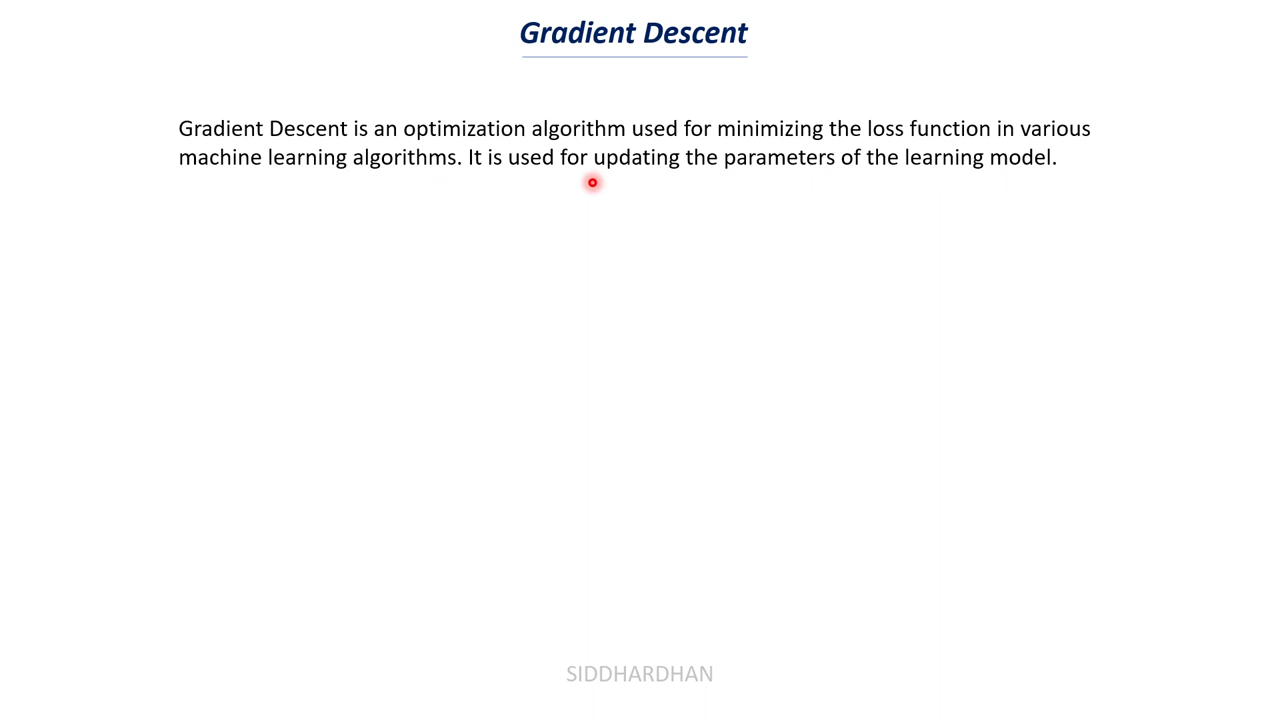 Gradient Descent
Gradient Descent is an optimization algorithm used for minimizing the loss function in various
machine learning algorithms. It is used for updating the parameters of the learning model.
SIDDHARDHAN